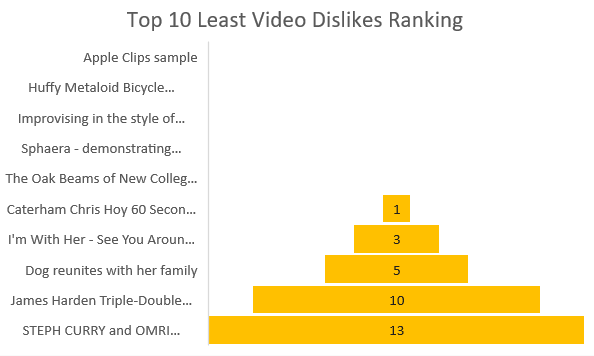 Top 10 Least Video Dislikes Ranking
Apple Clips sample
Huffy Metaloid Bicycle...
Improvising in the style of...
Sphaera - demonstrating...
The Oak Beams of New Colleg...
Caterham Chris Hoy 60 Secon... 1
I'm With Her - See You Aroun... 3
Dog reunites with her family 5
James Harden Triple-Double... 10
STEPH CURRY and OMRI... 13